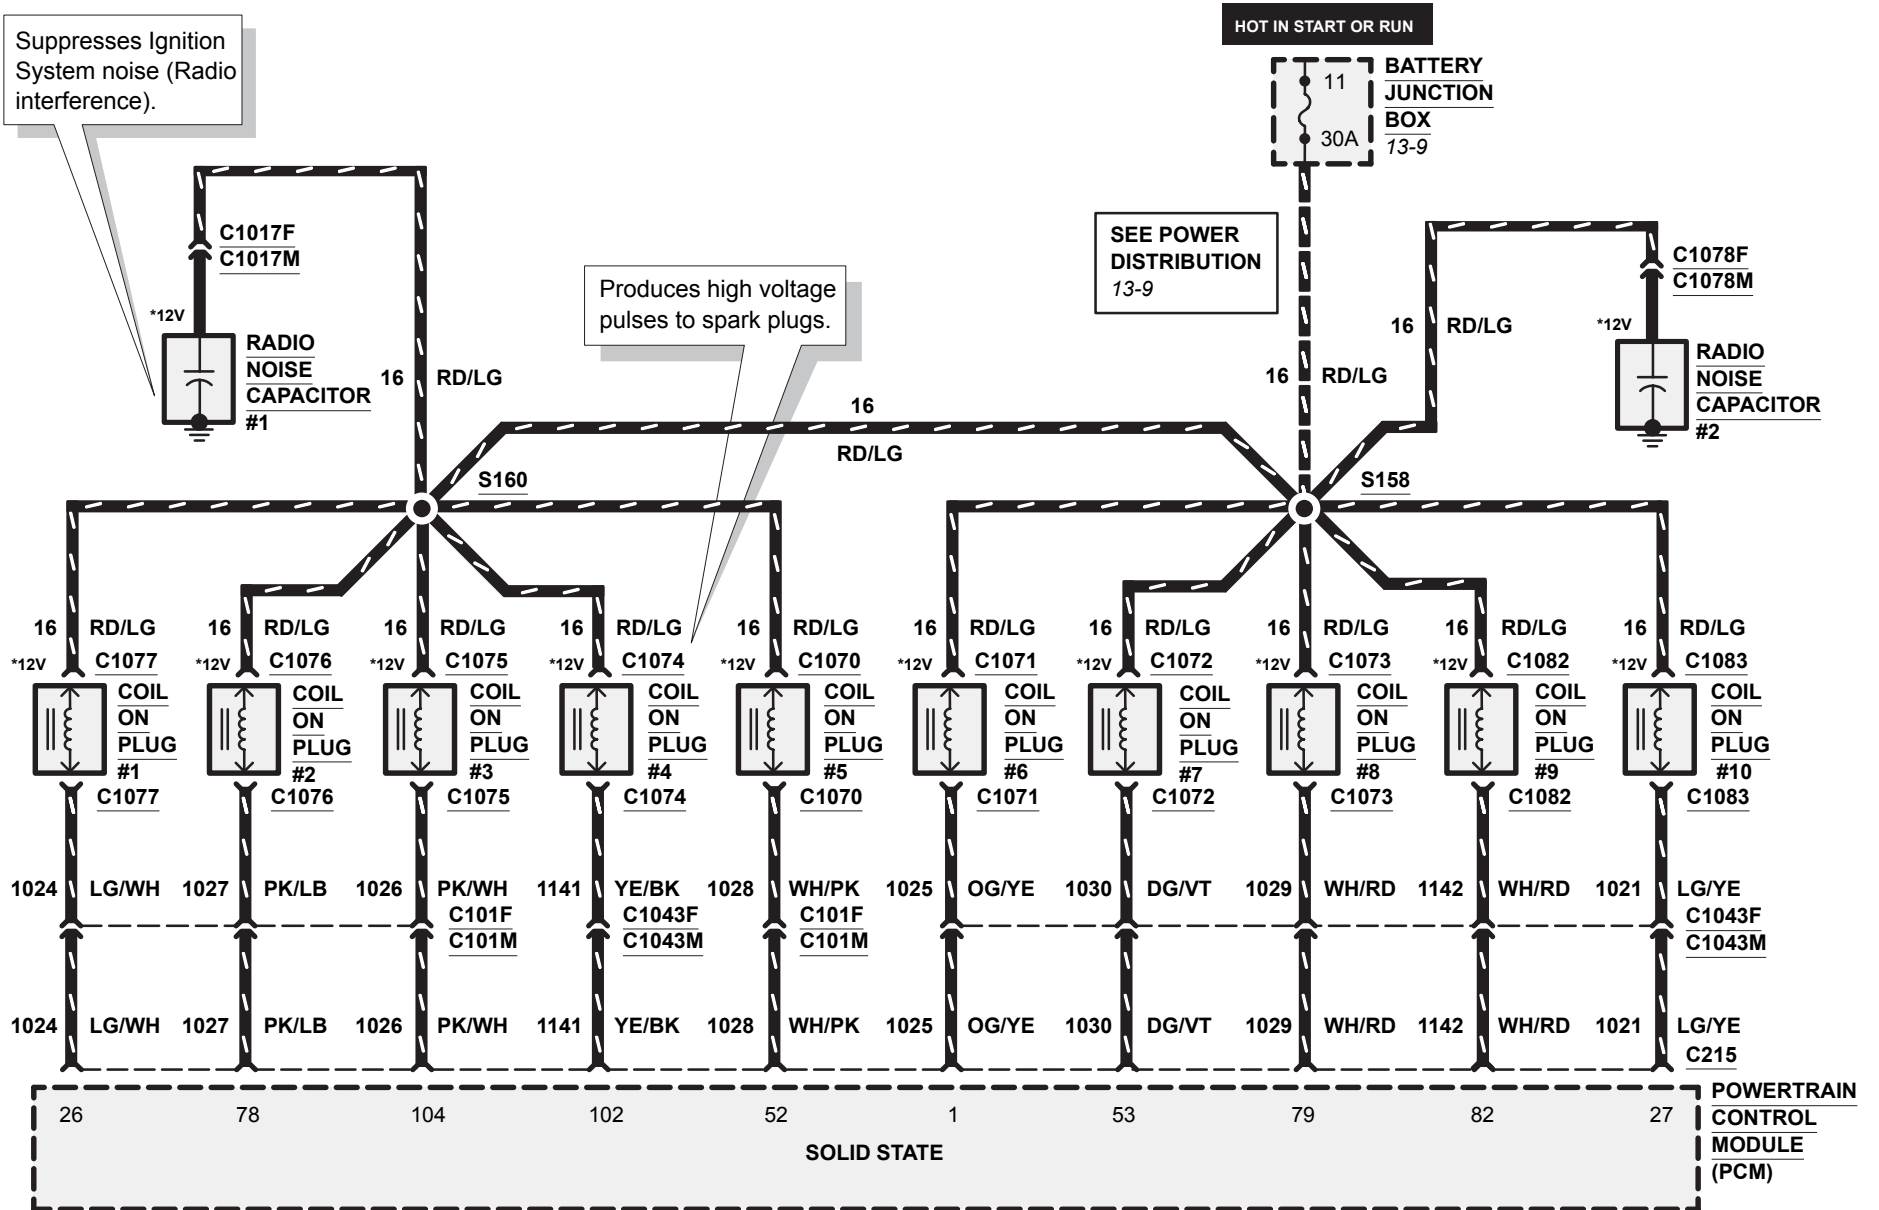 HOT IN START OR RUN
Suppresses Ignition
System noise (Radio
interference).
11
30A
BATTERY
JUNCTION
BOX
13-9
C1017F
C1017M
SEE POWER
DISTRIBUTION
13-9
C1078F
C1078M
Produces high voltage
pulses to spark plugs.
*12V
RADIO
NOISE
CAPACITOR
#1
16 RD/LG
16
RD/LG
16 RD/LG
16 RD/LG
*12V
RADIO
NOISE
CAPACITOR
#2
S160
S158
16 RD/LG 16 RD/LG 16 RD/LG 16 RD/LG 16 RD/LG 16 RD/LG 16 RD/LG 16 RD/LG 16 RD/LG 16 RD/LG
*12V C1077 *12V C1076 *12V C1075 *12V C1074 *12V C1070 *12V C1071 *12V C1072 *12V C1073 *12V C1082 *12V C1083
COIL COIL COIL COIL COIL COIL COIL COIL COIL COIL
ON ON ON ON ON ON ON ON ON ON
PLUG PLUG PLUG PLUG PLUG PLUG PLUG PLUG PLUG PLUG
#1 #2 #3 #4 #5 #6 #7 #8 #9 #10
C1077 C1076 C1075 C1074 C1070 C1071 C1072 C1073 C1082 C1083
1024 LG/WH 1027 PK/LB 1026 PK/WH 1141 YE/BK 1028 WH/PK 1025 OG/YE 1030 DG/VT 1029 WH/RD 1142 WH/RD 1021 LG/YE
C101F C1043F C101F C1043F
C101M C1043M C101M C1043M
1024 LG/WH 1027 PK/LB 1026 PK/WH 1141 YE/BK 1028 WH/PK 1025 OG/YE 1030 DG/VT 1029 WH/RD 1142 WH/RD 1021 LG/YE
C215
26 78 104 102 52 1 53 79 82 27
SOLID STATE
POWERTRAIN
CONTROL
MODULE
(PCM)